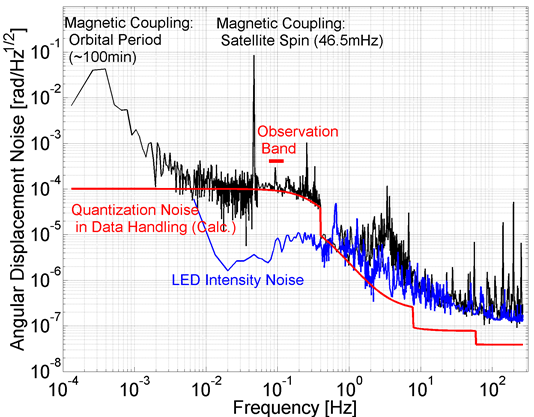 Magnetic Coupling:
Orbital Period
(~100min)
Magnetic Coupling:
Satellite Spin (46.5mHz)
Observation
Band
Quantization Noise
in Data Handling (Calc.)
LED Intensity Noise
Angular Displacement Noise [rad/Hz^1/2]
10^-1
10^-2
10^-3
10^-4
10^-5
10^-6
10^-7
10^-8
10^-4 10^-3 10^-2 10^-1 10^0 10^1 10^2
Frequency [Hz]